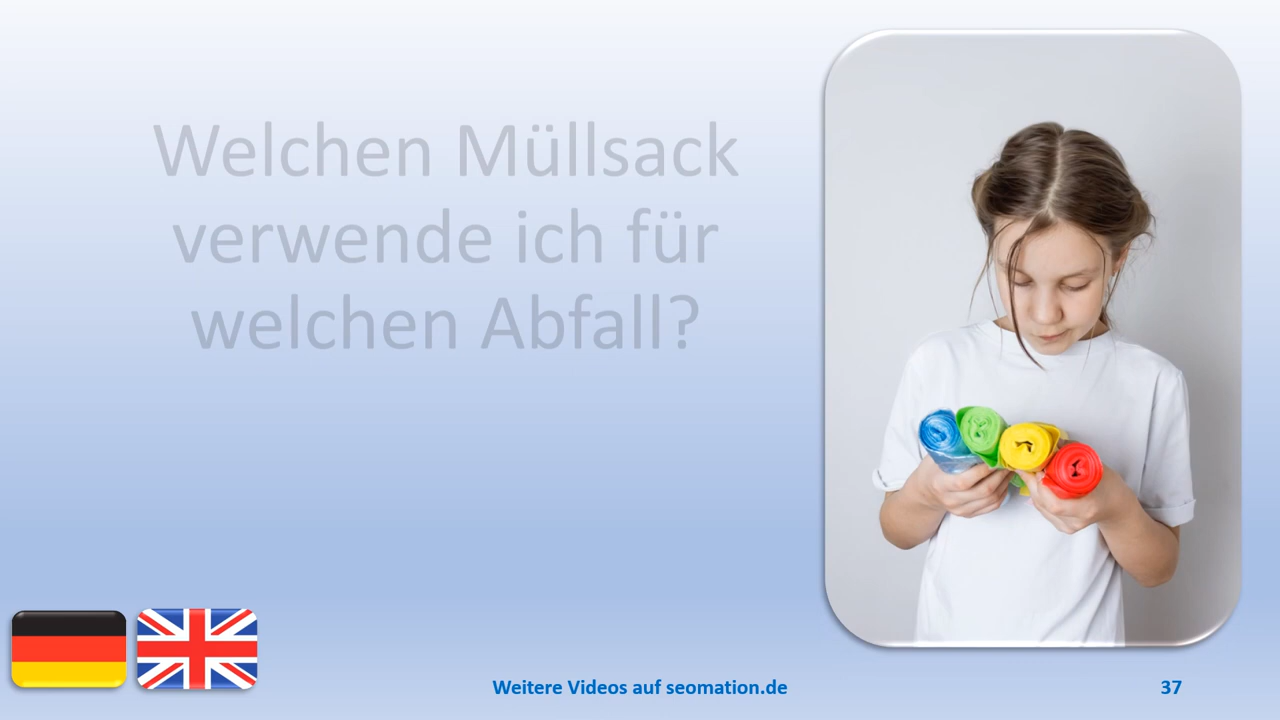 Welchen Müllsack
verwende ich für
welchen Abfall?
Weitere Videos auf seomation.de
37